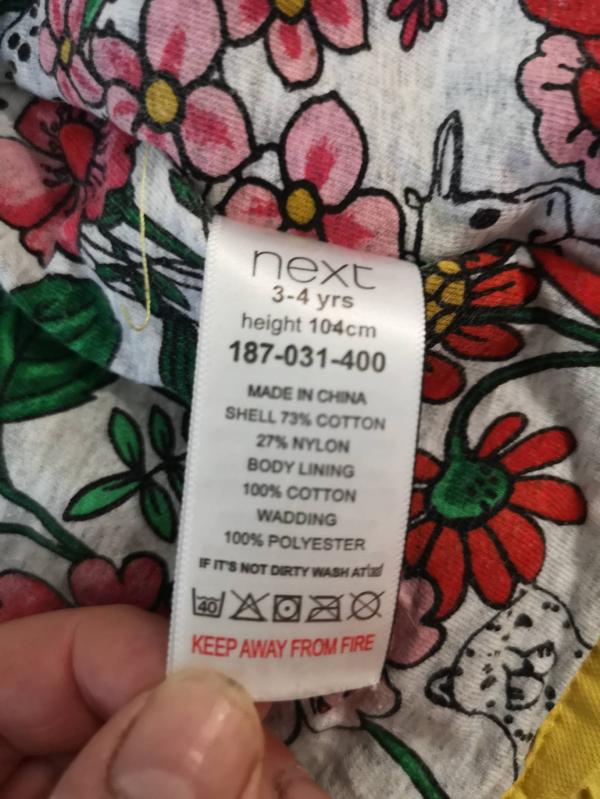 next
3-4 yrs
height 104cm
187-031-400
MADE IN CHINA
SHELL 73% COTTON
27% NYLON
BODY LINING
100% COTTON
WADDING
100% POLYESTER
IF IT'S NOT DIRTY WASH AT
40
KEEP AWAY FROM FIRE